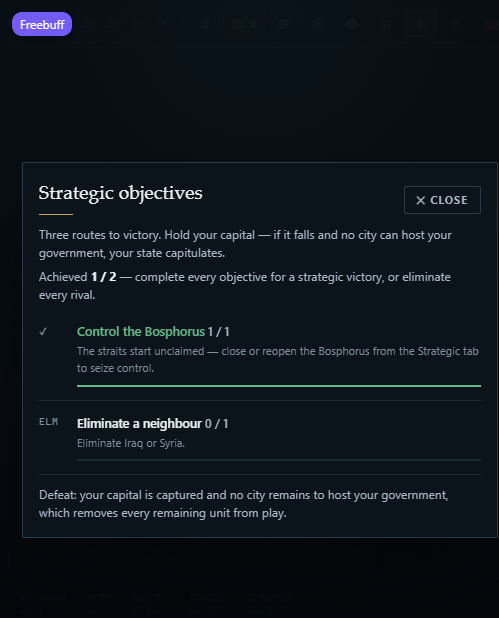 Freebuff
Strategic objectives
✕ CLOSE
Three routes to victory. Hold your capital — if it falls and no city can host your
government, your state capitulates.
Achieved 1 / 2 — complete every objective for a strategic victory, or eliminate
every rival.
✓ Control the Bosphorus 1 / 1
The straits start unclaimed — close or reopen the Bosphorus from the Strategic tab
to seize control.
ELM Eliminate a neighbour 0 / 1
Eliminate Iraq or Syria.
Defeat: your capital is captured and no city remains to host your government,
which removes every remaining unit from play.